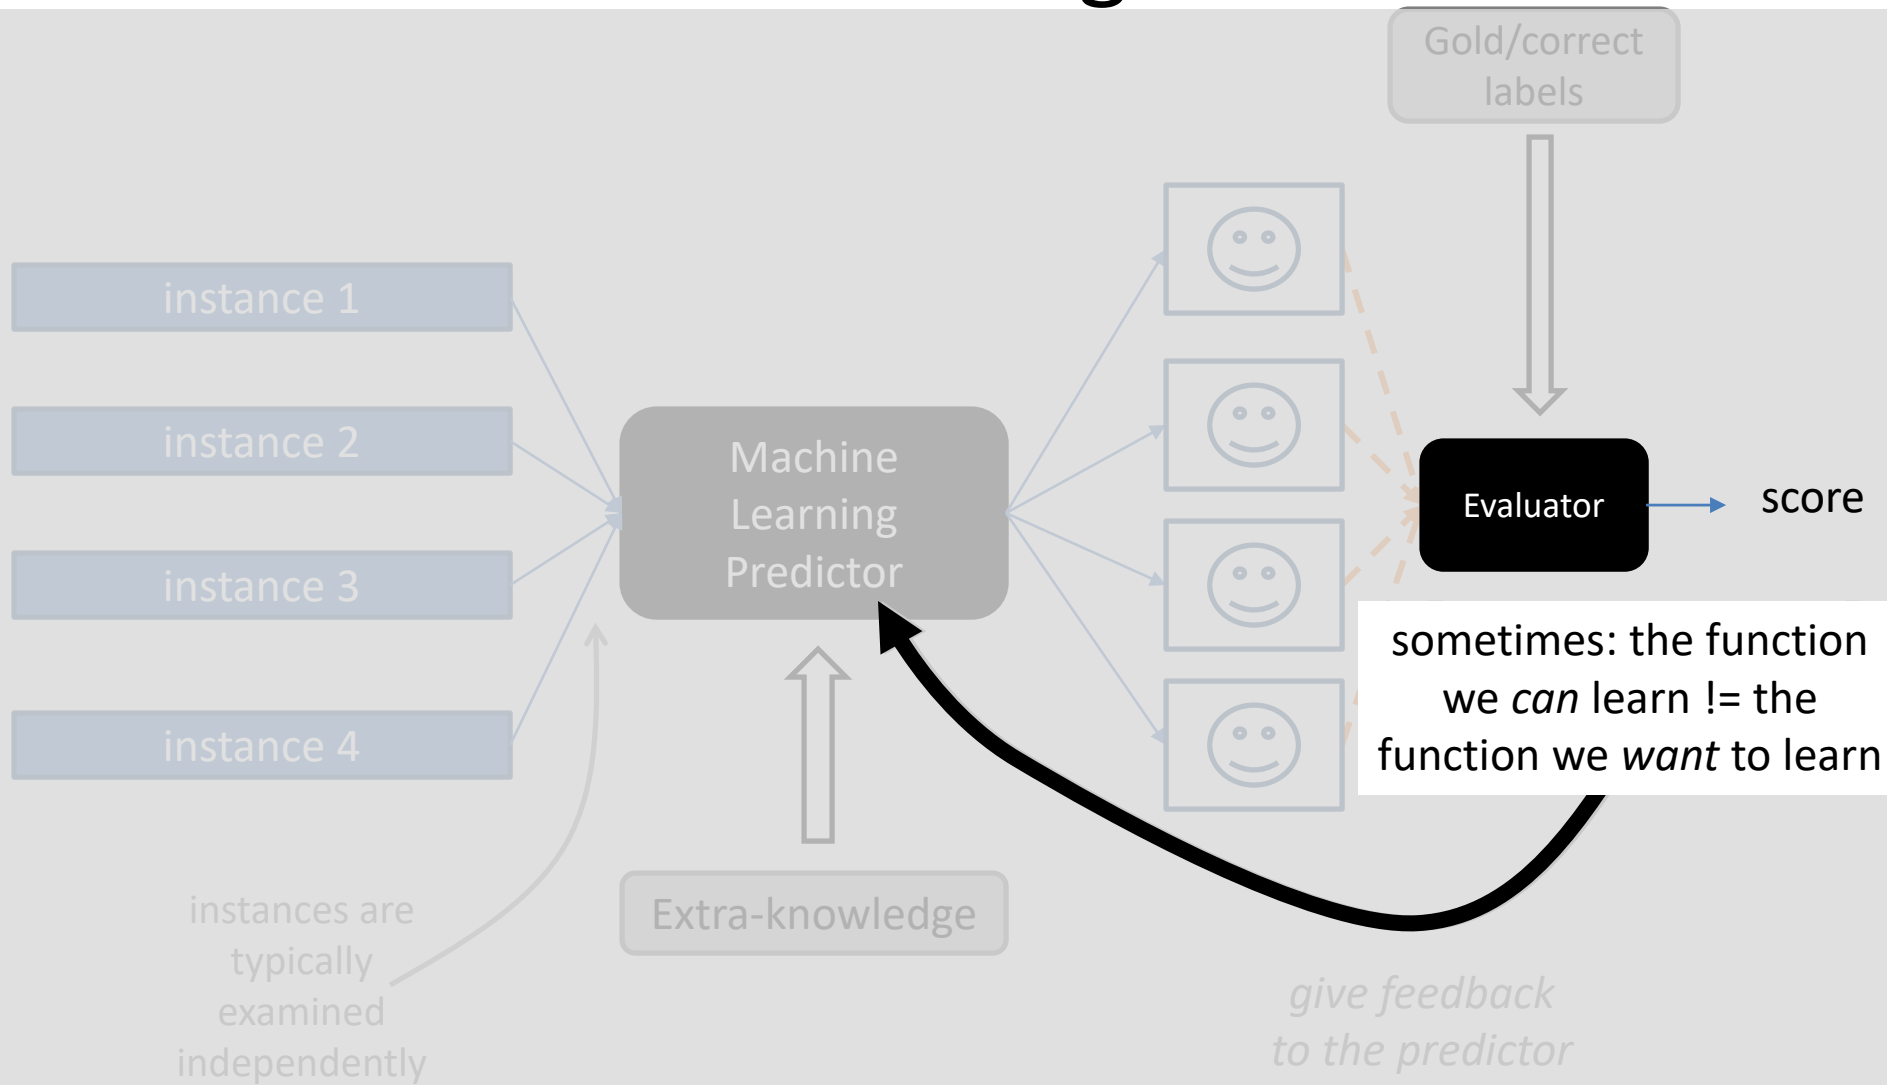 Gold/correct
labels
instance 1
instance 2
instance 3
instance 4
Machine
Learning
Predictor
Evaluator
score
sometimes: the function
we can learn != the
function we want to learn
Extra-knowledge
instances are
typically
examined
independently
give feedback
to the predictor